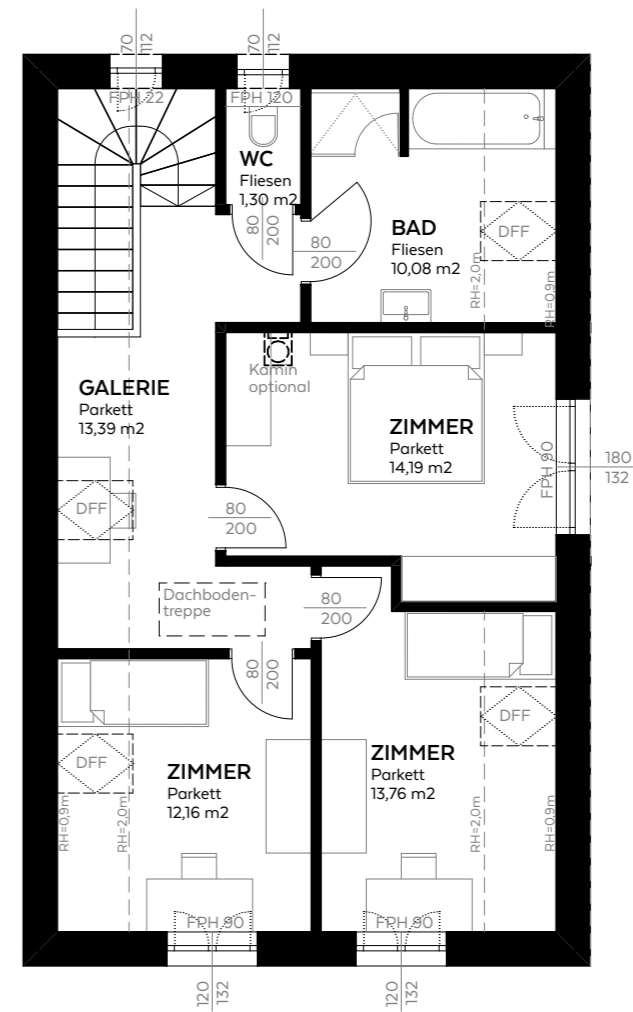 70
112
70
112
FPH 22
FPH 120
WC
Fliesen
1,30 m2
80
200
80
200
BAD
Fliesen
10,08 m2
DFF
RH=2,0m
RH=0,9m
Kamin
optional
GALERIE
Parkett
13,39 m2
ZIMMER
Parkett
14,19 m2
FPH 90
180
132
DFF
80
200
Dachboden-
treppe
80
200
80
200
DFF
DFF
ZIMMER
Parkett
12,16 m2
ZIMMER
Parkett
13,76 m2
RH=0,9m
RH=2,0m
RH=2,0m
RH=0,9m
FPH 90
FPH 90
120
132
120
132